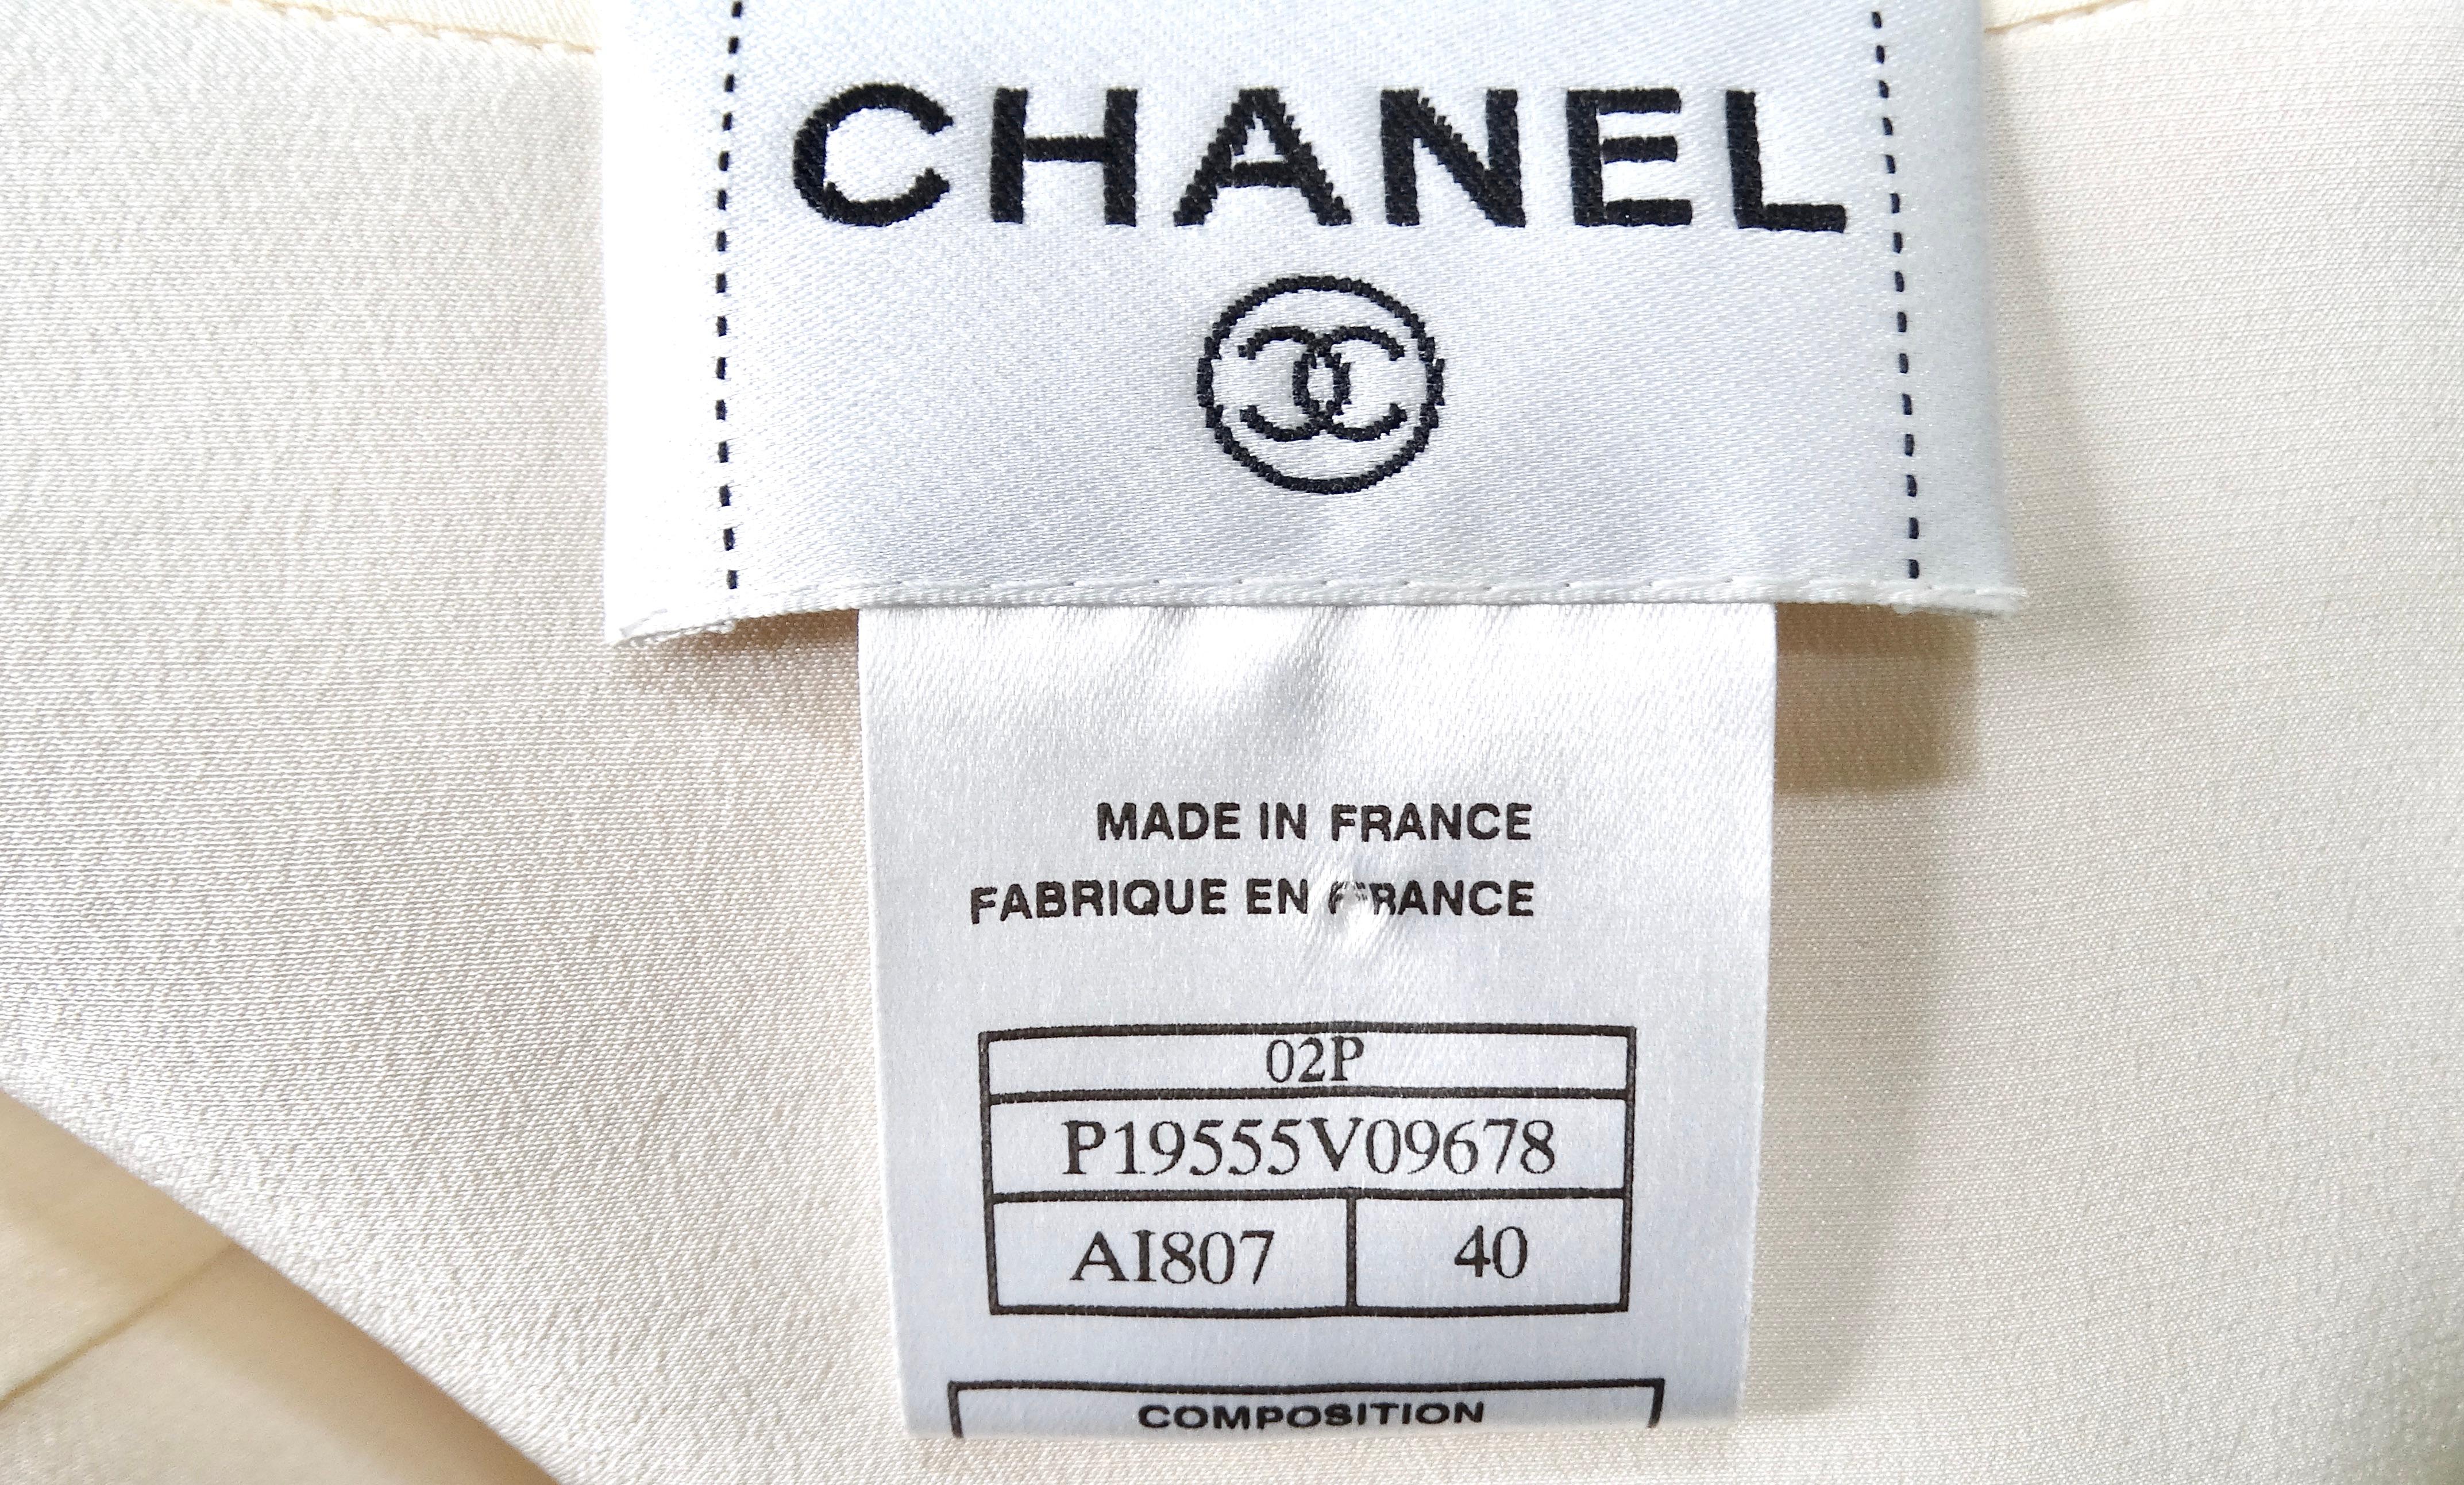 CHANEL
MADE IN FRANCE
FABRIQUE EN FRANCE
02P
P19555V09678
AI807 40
COMPOSITION